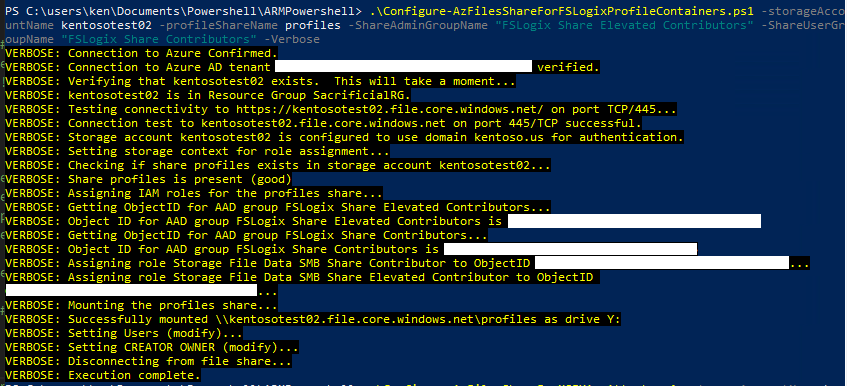 PS C:\users\ken\Documents\Powershell\ARMPowershell> .\Configure-AzFilesShareForFSLogixProfileContainers.ps1 -storageAcco
untName kentosotest02 -profileShareName profiles -ShareAdminGroupName "FSLogix Share Elevated Contributors" -ShareUserGr
oupName "FSLogix Share Contributors" -Verbose
VERBOSE: Connection to Azure Confirmed.
VERBOSE: Connection to Azure AD tenant verified.
VERBOSE: Verifying that kentosotest02 exists.  This will take a moment...
VERBOSE: kentosotest02 is in Resource Group SacrificialRG.
VERBOSE: Testing connectivity to https://kentosotest02.file.core.windows.net/ on port TCP/445...
VERBOSE: Connection test to kentosotest02.file.core.windows.net on port 445/TCP successful.
VERBOSE: Storage account kentosotest02 is configured to use domain kentoso.us for authentication.
VERBOSE: Setting storage context for role assignment...
VERBOSE: Checking if share profiles exists in storage account kentosotest02...
VERBOSE: Share profiles is present (good)
VERBOSE: Assigning IAM roles for the profiles share...
VERBOSE: Getting ObjectID for AAD group FSLogix Share Elevated Contributors...
VERBOSE: Object ID for AAD group FSLogix Share Elevated Contributors is
VERBOSE: Getting ObjectID for AAD group FSLogix Share Contributors...
VERBOSE: Object ID for AAD group FSLogix Share Contributors is
VERBOSE: Assigning role Storage File Data SMB Share Contributor to ObjectID ...
VERBOSE: Assigning role Storage File Data SMB Share Elevated Contributor to ObjectID
...
VERBOSE: Mounting the profiles share...
VERBOSE: Successfully mounted \\kentosotest02.file.core.windows.net\profiles as drive Y:
VERBOSE: Setting Users (modify)...
VERBOSE: Setting CREATOR OWNER (modify)...
VERBOSE: Disconnecting from file share...
VERBOSE: Execution complete.